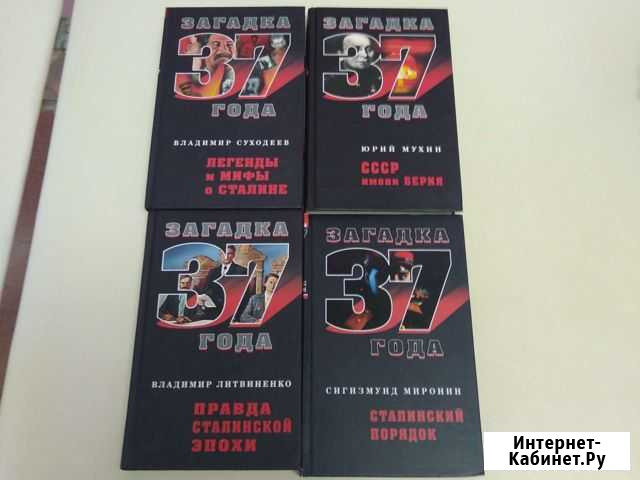 ЗАГАДКА
37
ГОДА
ВЛАДИМИР СУХОДЕЕВ
ЛЕГЕНДЫ
и МИФЫ
о СТАЛИНЕ
ЗАГАДКА
37
ГОДА
ЮРИЙ МУХИН
СССР
имени БЕРИЯ
ЗАГАДКА
37
ГОДА
ВЛАДИМИР ЛИТВИНЕНКО
ПРАВДА
СТАЛИНСКОЙ
ЭПОХИ
ЗАГАДКА
37
ГОДА
СИГИЗМУНД МИРОНИН
СТАЛИНСКИЙ
ПОРЯДОК
Интернет-
Кабинет.Ру